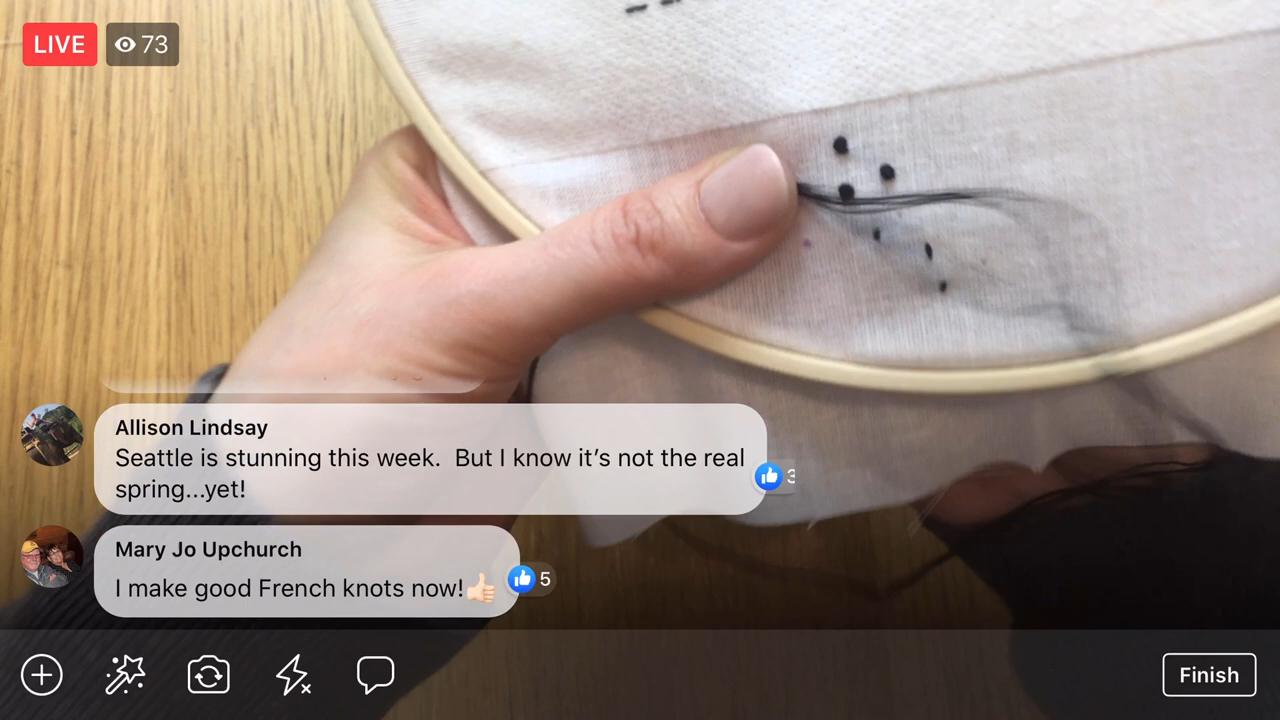 LIVE
73
Allison Lindsay
Seattle is stunning this week.  But I know it’s not the real
spring...yet!
3
Mary Jo Upchurch
I make good French knots now!👍🏻
5
Finish